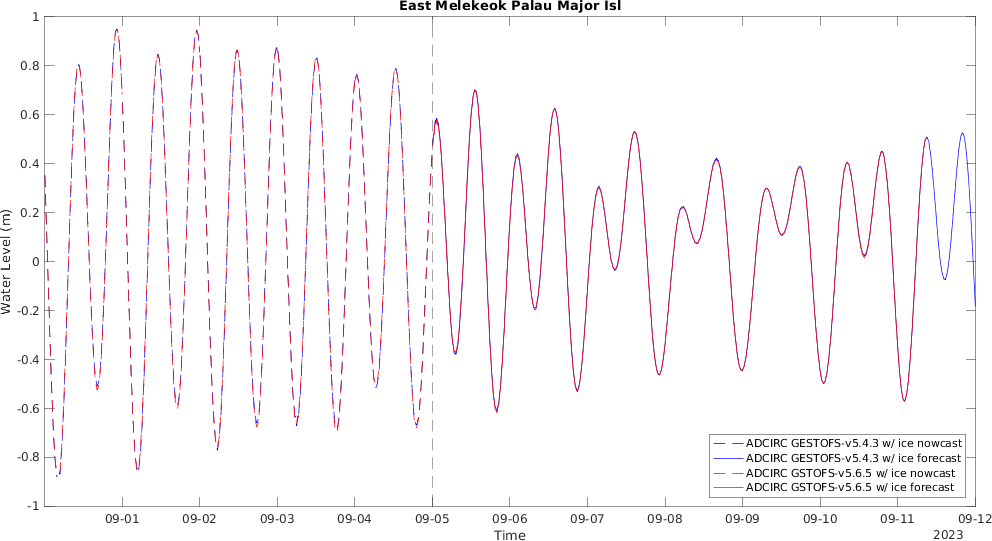 East Melekeok Palau Major Isl
1
0.8
0.6
0.4
0.2
0
-0.2
-0.4
-0.6
-0.8
-1
Water Level (m)
ADCIRC GESTOFS-v5.4.3 w/ ice nowcast
ADCIRC GESTOFS-v5.4.3 w/ ice forecast
ADCIRC GSTOFS-v5.6.5 w/ ice nowcast
ADCIRC GSTOFS-v5.6.5 w/ ice forecast
09-01 09-02 09-03 09-04 09-05 09-06 09-07 09-08 09-09 09-10 09-11 09-12
Time
2023